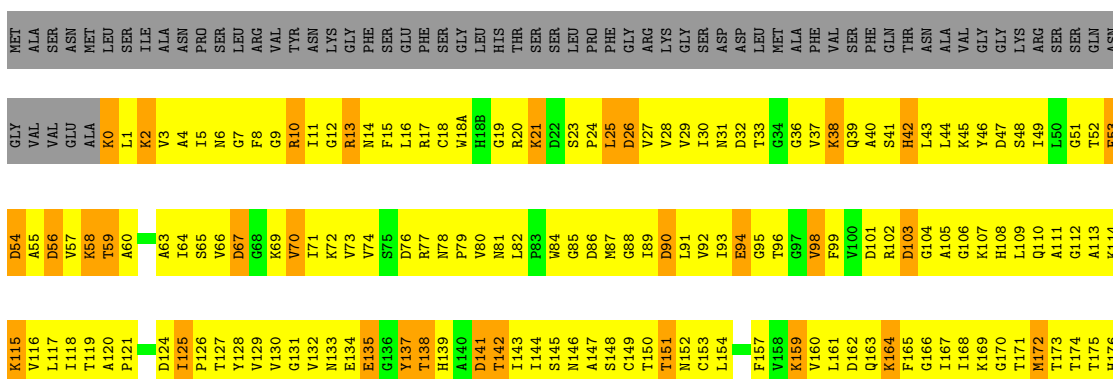 MET ALA SER ASN MET LEU SER ILE ALA ASN PRO SER LEU ARG VAL TYR ASN LYS GLY PHE SER GLU PHE SER GLY LEU HIS THR SER SER LEU PRO PHE GLY ARG LYS GLY SER ASP ASP LEU MET ALA PHE VAL SER PHE GLN THR ASN ALA VAL GLY GLY LYS ARG SER SER GLN ASN
GLY VAL VAL GLU ALA K0 L1 K2 V3 A4 I5 N6 G7 F8 G9 R10 I11 G12 R13 N14 F15 L16 R17 C18 W18A H18B G19 R20 K21 D22 S23 P24 L25 D26 V27 V28 V29 I30 N31 D32 T33 G34 G36 V37 K38 Q39 A40 S41 H42 L43 L44 K45 Y46 D47 S48 I49 L50 G51 T52 F53
D54 A55 D56 V57 K58 T59 A60 A63 I64 S65 V66 D67 G68 K69 V70 I71 K72 V73 V74 S75 D76 R77 N78 P79 V80 N81 L82 P83 W84 G85 D86 M87 G88 I89 D90 L91 V92 I93 E94 G95 T96 G97 V98 F99 V100 D101 R102 D103 G104 A105 G106 K107 H108 L109 Q110 A111 G112 A113 K114
K115 V116 L117 I118 T119 A120 P121 D124 I125 P126 T127 Y128 V129 V130 G131 V132 N133 E134 E135 G136 Y137 T138 H139 A140 D141 T142 I143 I144 S145 N146 A147 S148 C149 T150 T151 N152 C153 L154 F157 V158 K159 V160 L161 D162 Q163 K164 F165 G166 I167 I168 K169 G170 T171 M172 T173 T174 T175 H176